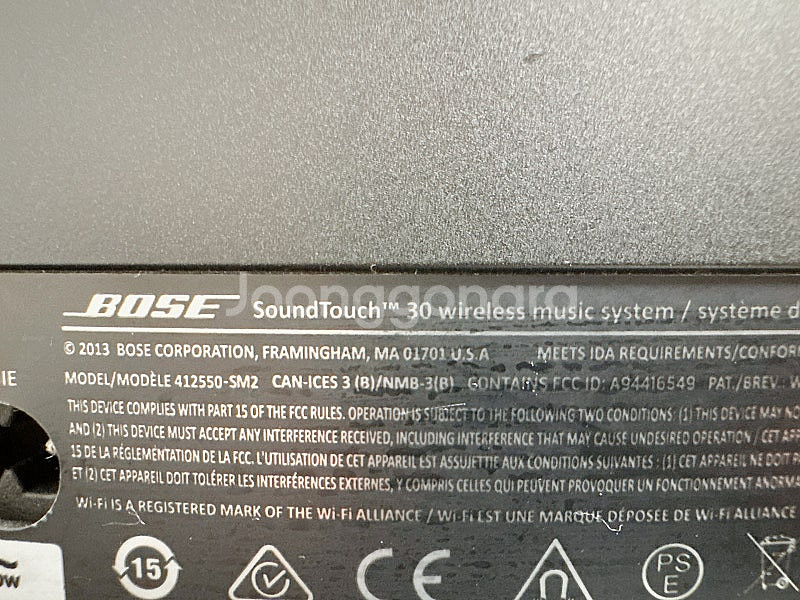 BOSE SoundTouch™ 30 wireless music system / système d
Joonggonara
© 2013 BOSE CORPORATION, FRAMINGHAM, MA 01701 U.S.A MEETS IDA REQUIREMENTS/CONFOR
IE
MODEL/MODÈLE 412550-SM2 CAN-ICES 3 (B)/NMB-3(B) CONTAINS FCC ID: A94416549 PAT./BREV.: W
THIS DEVICE COMPLIES WITH PART 15 OF THE FCC RULES. OPERATION IS SUBJECT TO THE FOLLOWING TWO CONDITIONS: (1) THIS DEVICE MAY NO
AND (2) THIS DEVICE MUST ACCEPT ANY INTERFERENCE RECEIVED, INCLUDING INTERFERENCE THAT MAY CAUSE UNDESIRED OPERATION / CET APP
15 DE LA RÉGLEMENTATION DE LA FCC. L'UTILISATION DE CET APPAREIL EST ASSUJETTIE AUX CONDITIONS SUIVANTES : (1) CET APPAREIL NE DOIT P
ET (2) CET APPAREIL DOIT TOLÉRER LES INTERFÉRENCES EXTERNES, Y COMPRIS CELLES QUI PEUVENT PROVOQUER UN FONCTIONNEMENT ANORMA
Wi-Fi IS A REGISTERED MARK OF THE Wi-Fi ALLIANCE / Wi-Fi EST UNE MARQUE DÉPOSÉE DE Wi-Fi ALLIANCE
15 CE PS E
0W